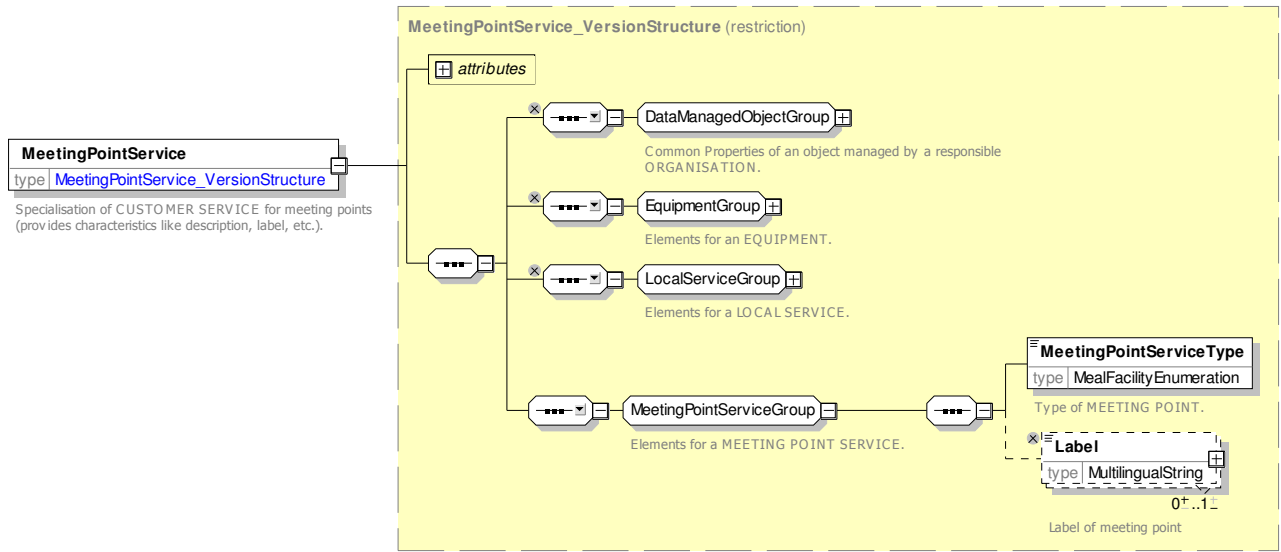 MeetingPointService_VersionStructure (restriction)
attributes
DataManagedObjectGroup
Common Properties of an object managed by a responsible
ORGANISATION.
MeetingPointService
type MeetingPointService_VersionStructure
Specialisation of CUSTOMER SERVICE for meeting points
(provides characteristics like description, label, etc.).
EquipmentGroup
Elements for an EQUIPMENT.
LocalServiceGroup
Elements for a LOCAL SERVICE.
MeetingPointServiceGroup
Elements for a MEETING POINT SERVICE.
MeetingPointServiceType
type MealFacilityEnumeration
Type of MEETING POINT.
Label
type MultilingualString
0±..1±
Label of meeting point